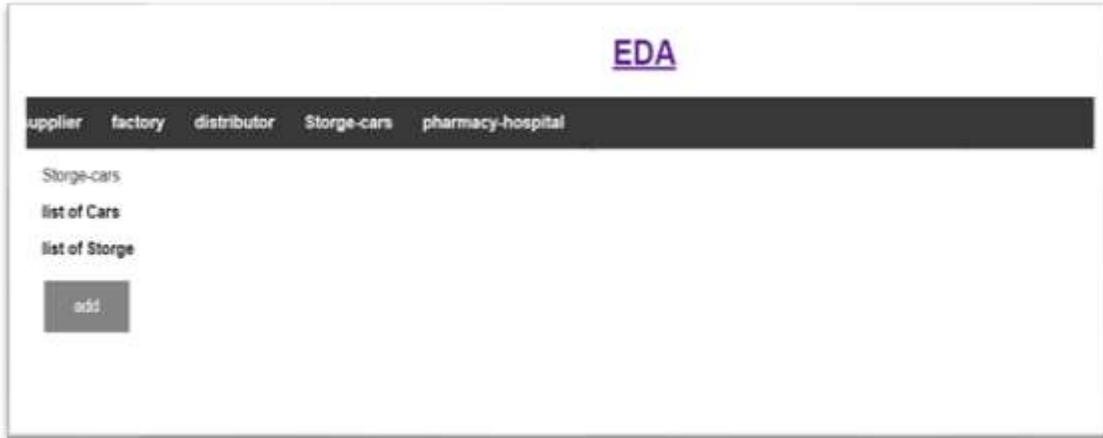 EDA
upplier factory distributor Storge-cars pharmacy-hospital
Storge-cars
list of Cars
list of Storge
add